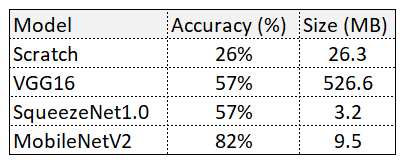 Model Accuracy (%) Size (MB)
Scratch 26% 26.3
VGG16 57% 526.6
SqueezeNet1.0 57% 3.2
MobileNetV2 82% 9.5